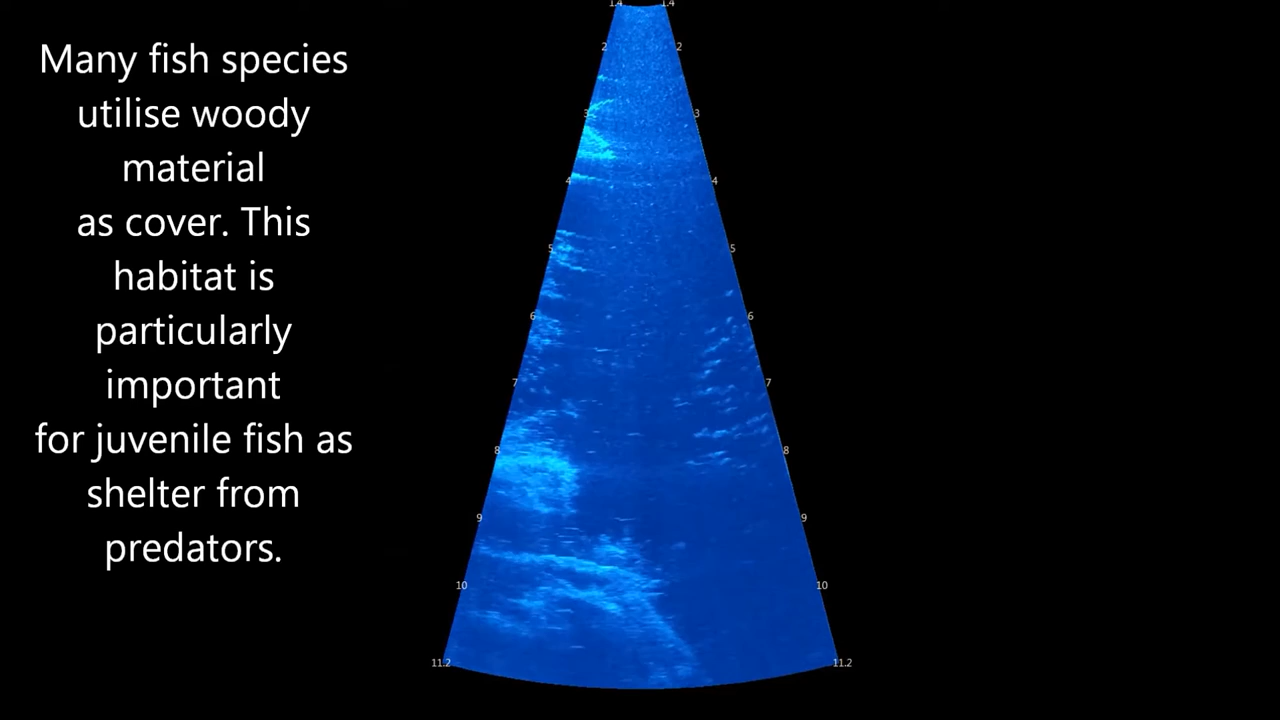 Many fish species
utilise woody
material
as cover. This
habitat is
particularly
important
for juvenile fish as
shelter from
predators.
1.4 1.4
2 2
3 3
4 4
5 5
6 6
7 7
8 8
9 9
10 10
11.2 11.2